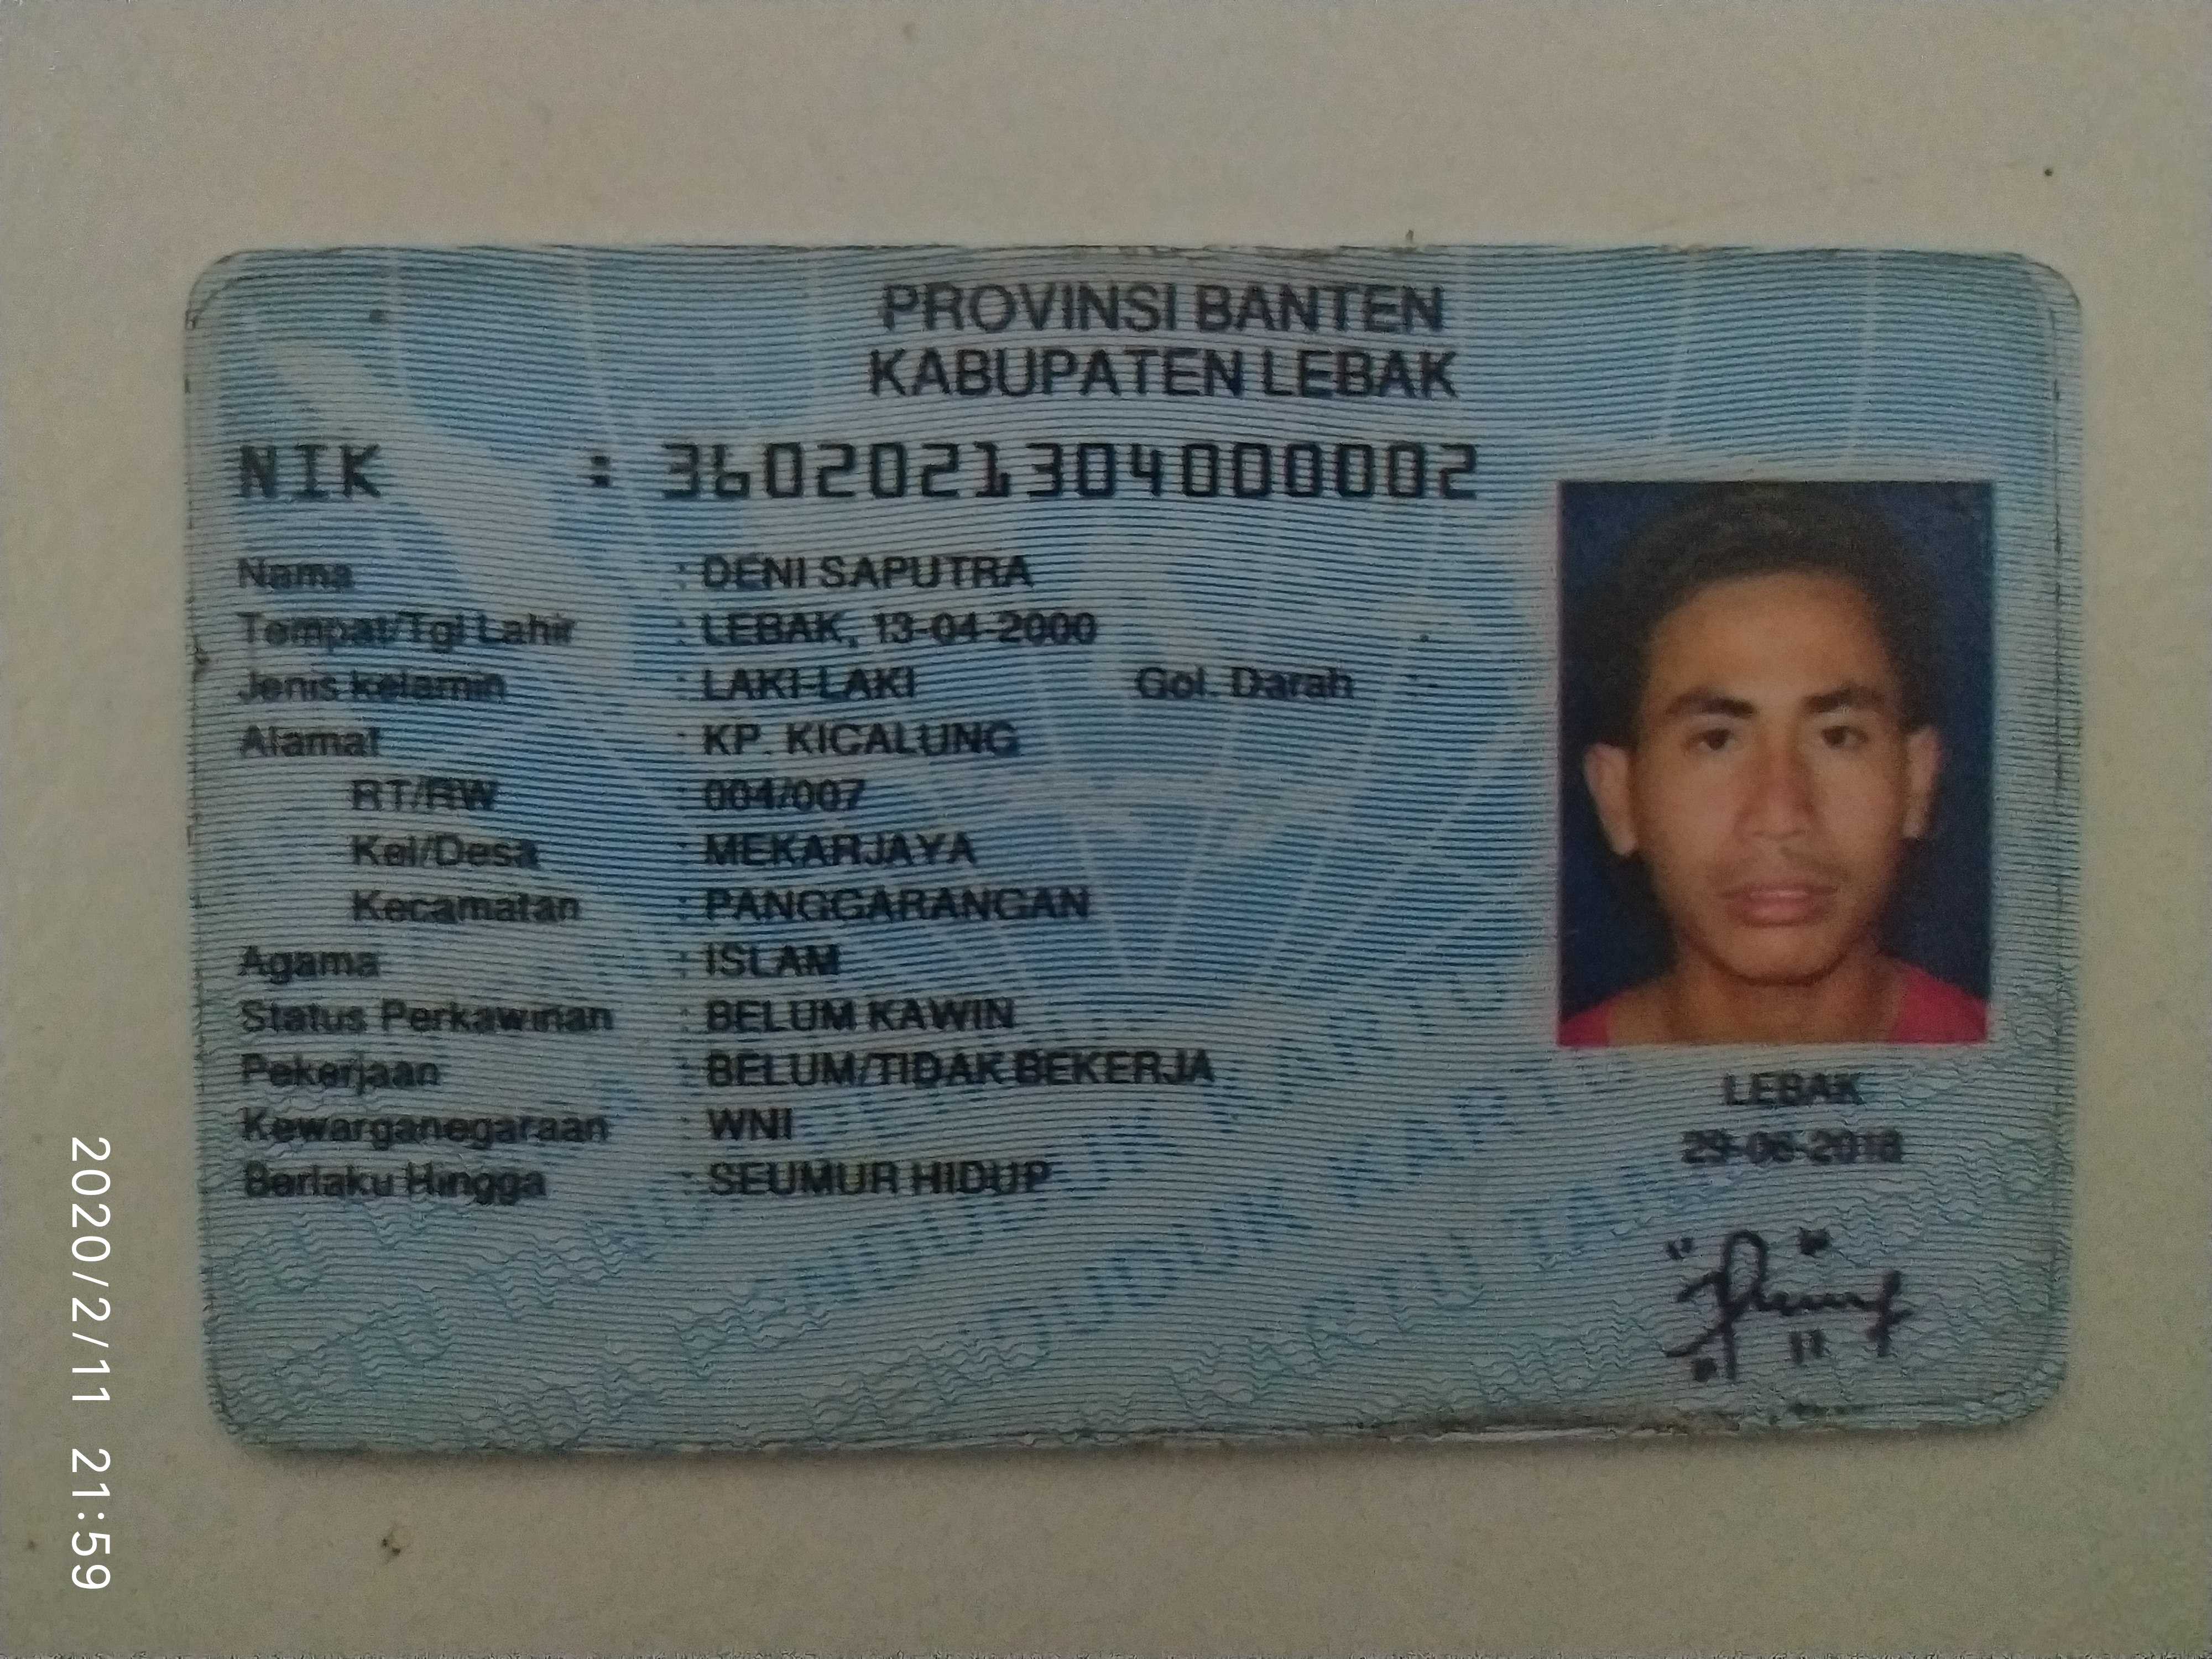 PROVINSI BANTEN
KABUPATEN LEBAK
NIK : 3602021304000002
Nama : DENI SAPUTRA
Tempat/Tgl Lahir : LEBAK, 13-04-2000
Jenis kelamin : LAKI-LAKI Gol. Darah :-
Alamat : KP. KICALUNG
RT/RW : 004/007
Kel/Desa : MEKARJAYA
Kecamatan : PANGGARANGAN
Agama : ISLAM
Status Perkawinan : BELUM KAWIN
Pekerjaan : BELUM/TIDAK BEKERJA
Kewarganegaraan : WNI
Berlaku Hingga : SEUMUR HIDUP
LEBAK
29-06-2018
2020/2/11 21:59